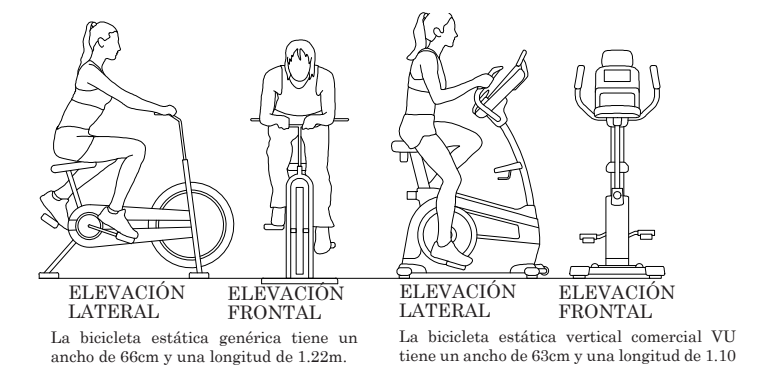 ELEVACIÓN
LATERAL
ELEVACIÓN
FRONTAL
La bicicleta estática genérica tiene un
ancho de 66cm y una longitud de 1.22m.
ELEVACIÓN
LATERAL
ELEVACIÓN
FRONTAL
La bicicleta estática vertical comercial VU
tiene un ancho de 63cm y una longitud de 1.10